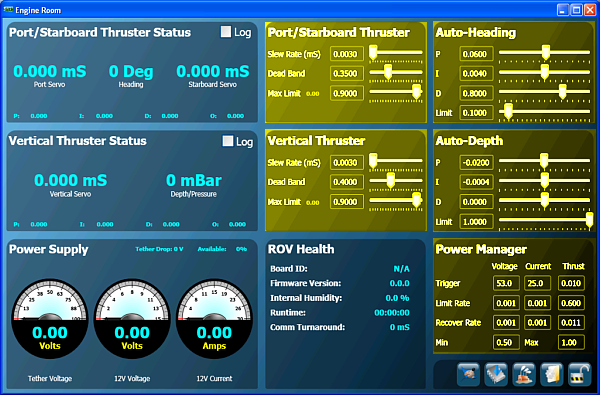 Engine Room
Port/Starboard Thruster Status
Log
0.000 mS 0 Deg 0.000 mS
Port Servo Heading Starboard Servo
P: 0.000 I: 0.000 D: 0.000 O: 0.000
Port/Starboard Thruster
Slew Rate (mS) 0.0030
Dead Band 0.3500
Max Limit 0.00 0.9000
Auto-Heading
P 0.0600
I 0.0040
D 0.8000
Limit 0.1000
Vertical Thruster Status
Log
0.000 mS 0 mBar
Vertical Servo Depth/Pressure
P: 0.000 I: 0.000 D: 0.000 O: 0.000
Vertical Thruster
Slew Rate (mS) 0.0030
Dead Band 0.4000
Max Limit 0.00 0.9000
Auto-Depth
P -0.0200
I -0.0004
D 0.0000
Limit 1.0000
Power Supply Tether Drop: 0 V Available: 0%
0.00 0.00 0.00
Volts Volts Amps
Tether Voltage 12V Voltage 12V Current
ROV Health
Board ID: N/A
Firmware Version: 0.0.0
Internal Humidity: 0.0 %
Runtime: 00:00:00
Comm Turnaround: 0 mS
Power Manager
Voltage Current Thrust
Trigger 53.0 25.0 0.010
Limit Rate 0.001 0.001 0.600
Recover Rate 0.001 0.001 0.011
Min 0.50 Max 1.00